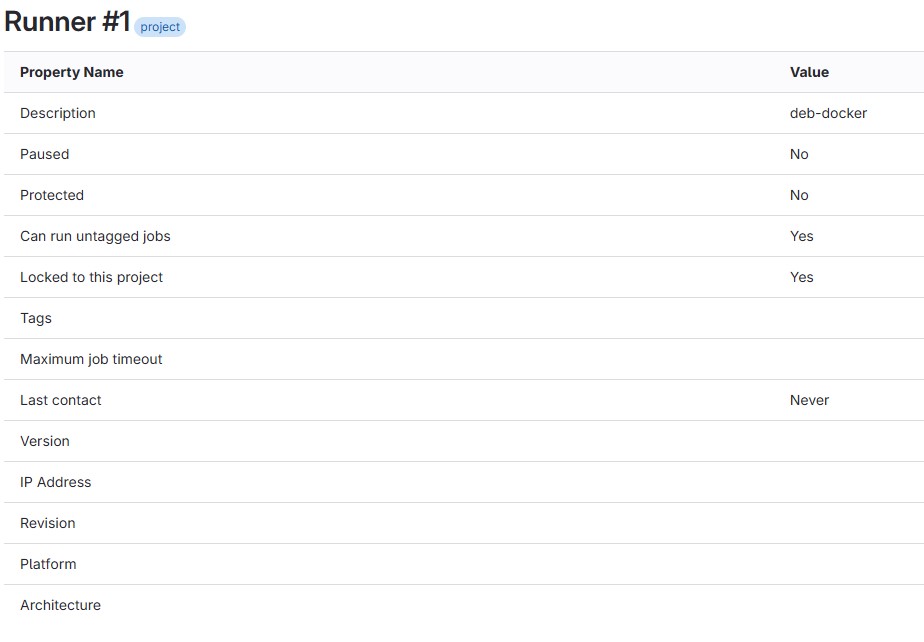 Runner #1 project
Property Name Value
Description deb-docker
Paused No
Protected No
Can run untagged jobs Yes
Locked to this project Yes
Tags
Maximum job timeout
Last contact Never
Version
IP Address
Revision
Platform
Architecture